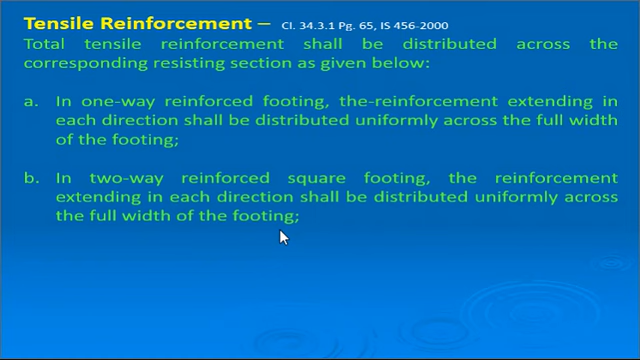 Tensile Reinforcement – Cl. 34.3.1 Pg. 65, IS 456-2000
Total tensile reinforcement shall be distributed across the
corresponding resisting section as given below:
a. In one-way reinforced footing, the-reinforcement extending in
each direction shall be distributed uniformly across the full width
of the footing;
b. In two-way reinforced square footing, the reinforcement
extending in each direction shall be distributed uniformly across
the full width of the footing;